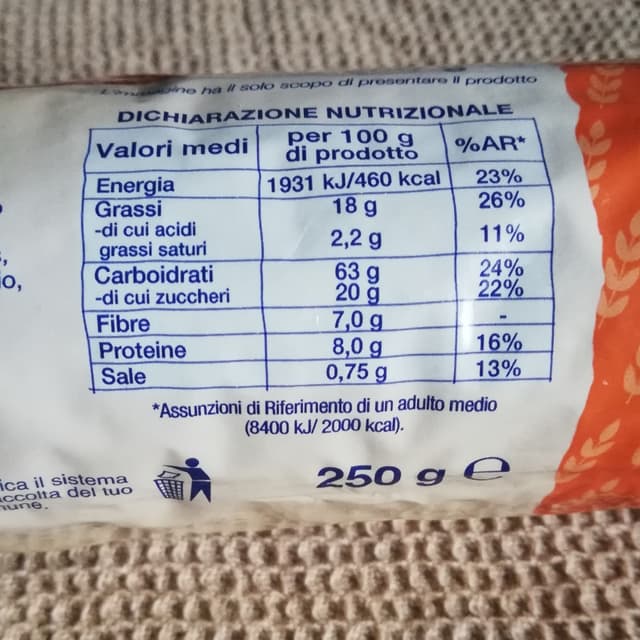 ne ha il solo scopo di presentare il prodotto
DICHIARAZIONE NUTRIZIONALE
Valori medi per 100 g di prodotto %AR*
Energia 1931 kJ/460 kcal 23%
Grassi 18 g 26%
-di cui acidi grassi saturi 2,2 g 11%
Carboidrati 63 g 24%
-di cui zuccheri 20 g 22%
Fibre 7,0 g -
Proteine 8,0 g 16%
Sale 0,75 g 13%
*Assunzioni di Riferimento di un adulto medio
(8400 kJ/ 2000 kcal).
ica il sistema
ccolta del tuo
une.
250 g e
io,